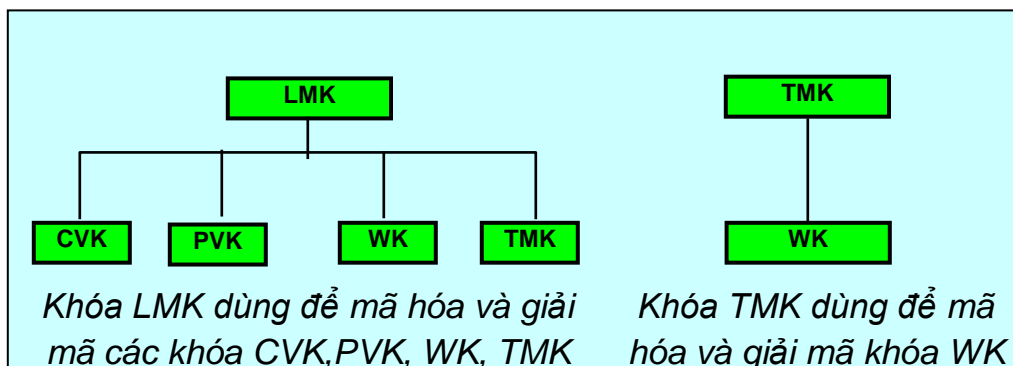 LMK
TMK
CVK
PVK
WK
TMK
WK
Khóa LMK dùng để mã hóa và giải
mã các khóa CVK,PVK, WK, TMK
Khóa TMK dùng để mã
hóa và giải mã khóa WK